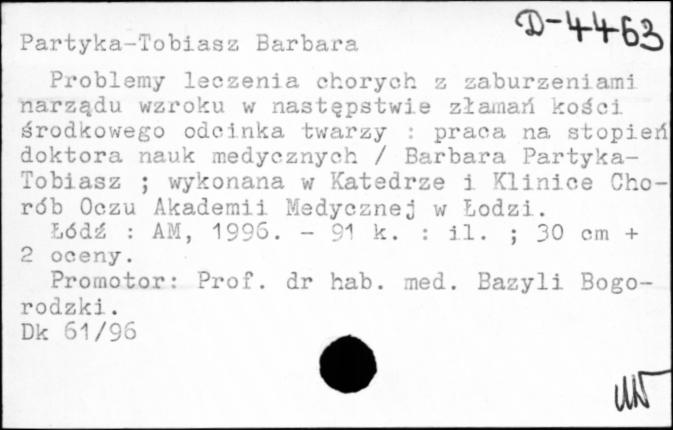 D-4463
Partyka-Tobiasz Barbara
Problemy leczenia chorych z zaburzeniami
narządu wzroku w następstwie złamań kości
środkowego odcinka twarzy : praca na stopień
doktora nauk medycznych / Barbara Partyka-
Tobiasz ; wykonana w Katedrze i Klinice Cho-
rób Oczu Akademii Medycznej w Łodzi.
Łódź : AM, 1996. - 91 k. : il. ; 30 cm +
2 oceny.
Promotor: Prof. dr hab. med. Bazyli Bogo-
rodzki.
Dk 61/96